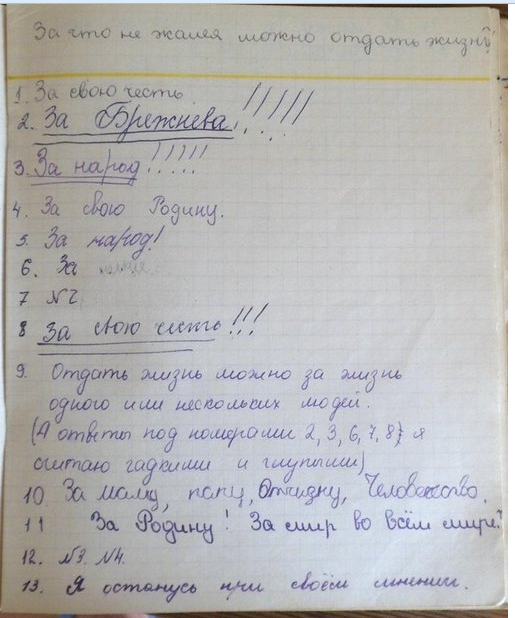 За что не жалея можно отдать жизнь?
1. За свою честь.
2. За Брежнева!!!!!
3. За народ!!!!!
4. За свою Родину.
5. За народ!
6. За
7 №2.
8 За свою честь!!!
9. Отдать жизнь можно за жизнь
одного или нескольких людей.
(А ответы под номерами 2, 3, 6, 7, 8, я
считаю гадкими и глупыми)
10 За маму, папу, Отчизну, Человечество.
11 За Родину! За мир во всём мире!
12. №3. №4.
13. Я останусь при своём мнении.